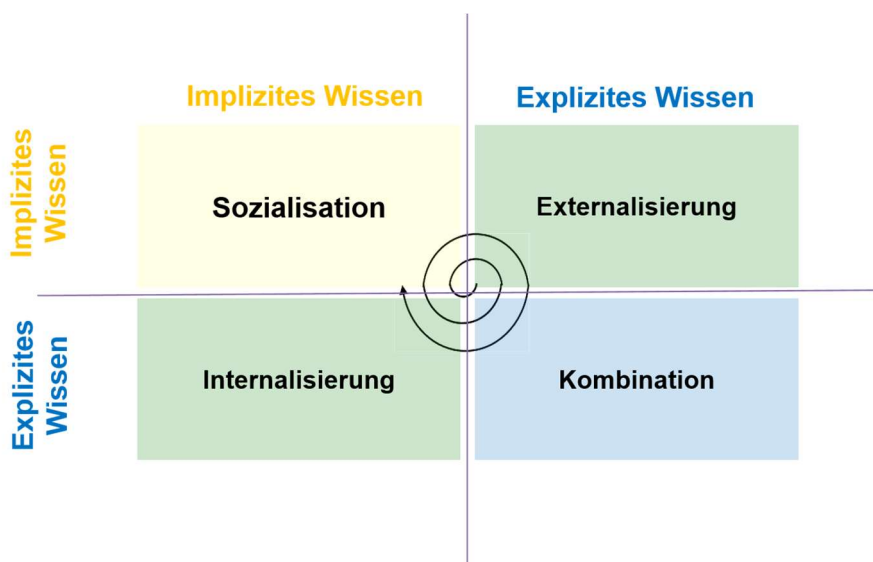 Implizites Wissen
Explizites Wissen
Implizites
Wissen
Sozialisation
Externalisierung
Explizites
Wissen
Internalisierung
Kombination